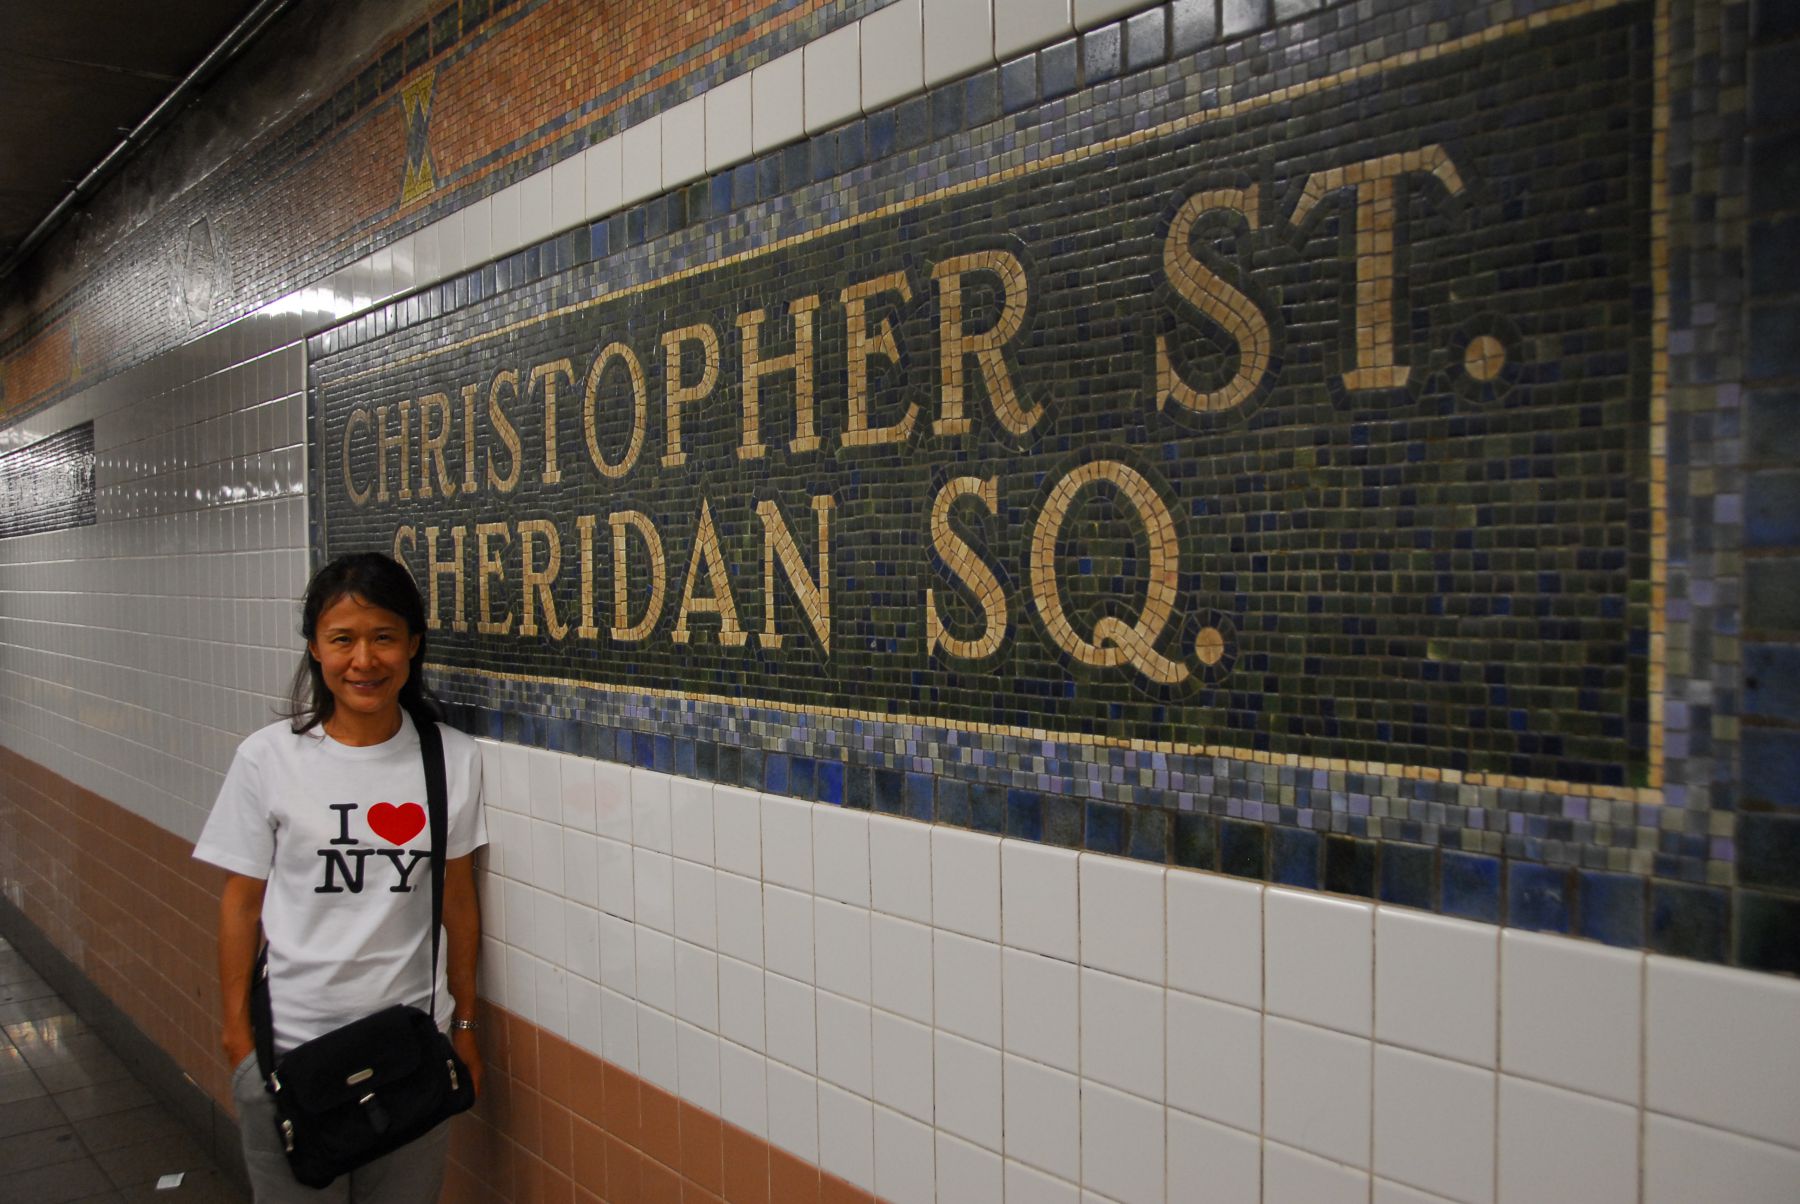 CHRISTOPHER ST.
SHERIDAN SQ.
I ♥
NY